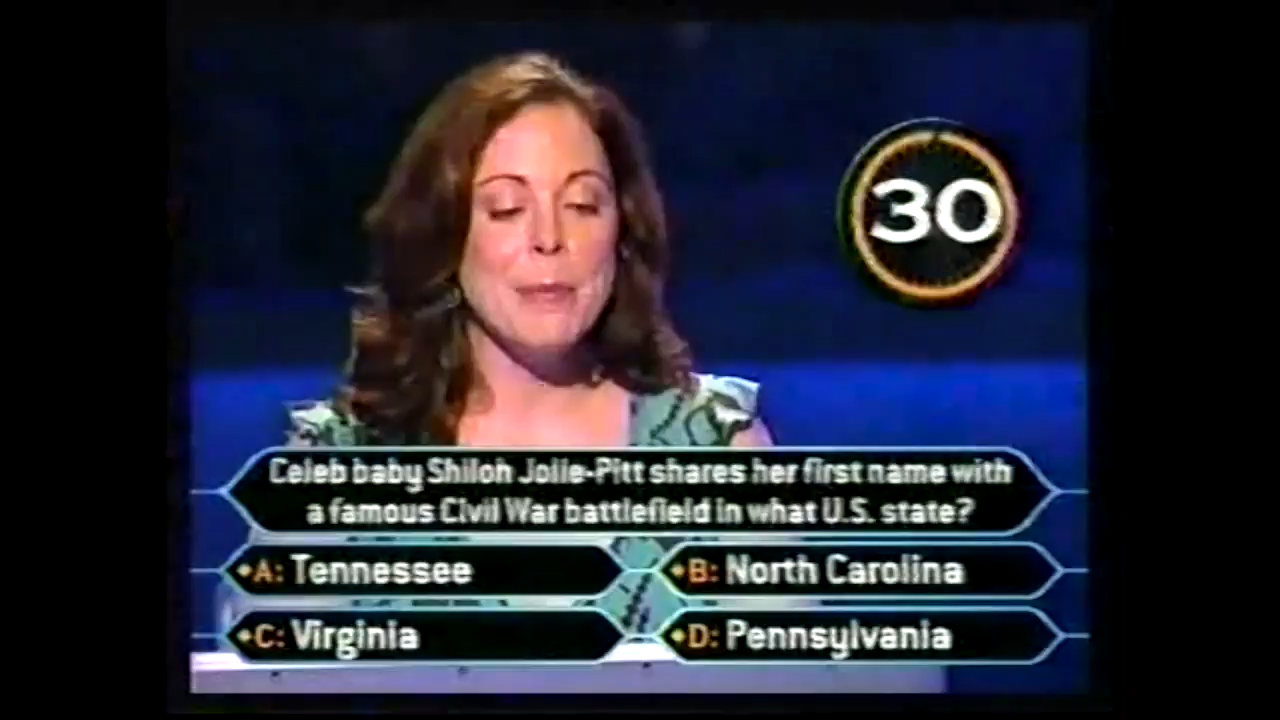 30
Celeb baby Shiloh Jolie-Pitt shares her first name with
a famous Civil War battlefield in what U.S. state?
A: Tennessee
B: North Carolina
C: Virginia
D: Pennsylvania